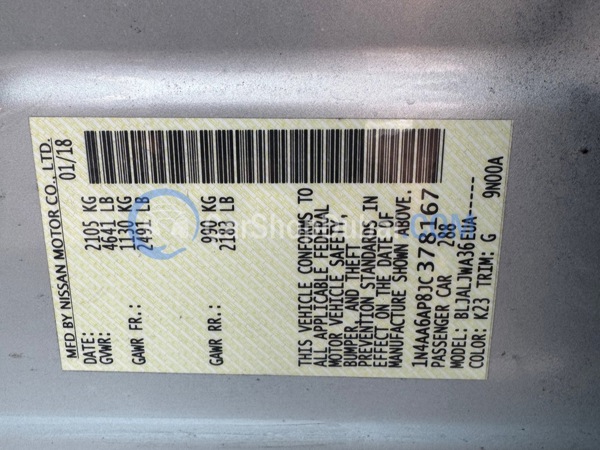 MFD BY NISSAN MOTOR CO., LTD.
DATE: 01/18
GVWR: 2105 KG
4641 LB
GAWR FR.: 1130 KG
2491 LB
GAWR RR.: KG
2183 LB
THIS VEHICLE CONFORMS TO
ALL APPLICABLE FEDERAL
MOTOR VEHICLE SAFETY,
BUMPER, AND THEFT
PREVENTION STANDARDS IN
EFFECT ON THE DATE OF
MANUFACTURE SHOWN ABOVE.
1N4AA6AP8JC378167
PASSENGER CAR 288
MODEL: BLJALJWA36EUA-----
COLOR: K23 TRIM: G 9N00A
CarShopDubai.COM